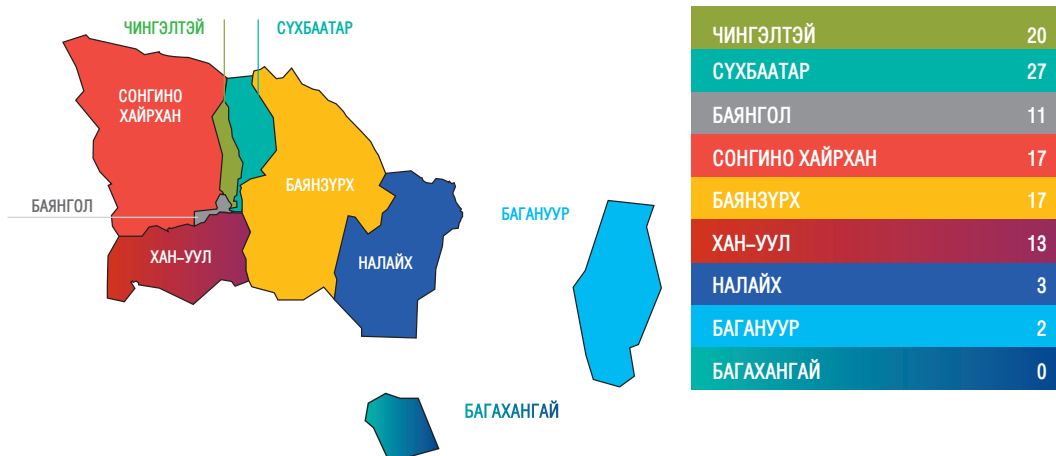 ЧИНГЭЛТЭЙ
СҮХБААТАР
СОНГИНО
ХАЙРХАН
БАЯНЗҮРХ
БАЯНГОЛ
ХАН–УУЛ
НАЛАЙХ
БАГАНУУР
БАГАХАНГАЙ
ЧИНГЭЛТЭЙ 20
СҮХБААТАР 27
БАЯНГОЛ 11
СОНГИНО ХАЙРХАН 17
БАЯНЗҮРХ 17
ХАН–УУЛ 13
НАЛАЙХ 3
БАГАНУУР 2
БАГАХАНГАЙ 0